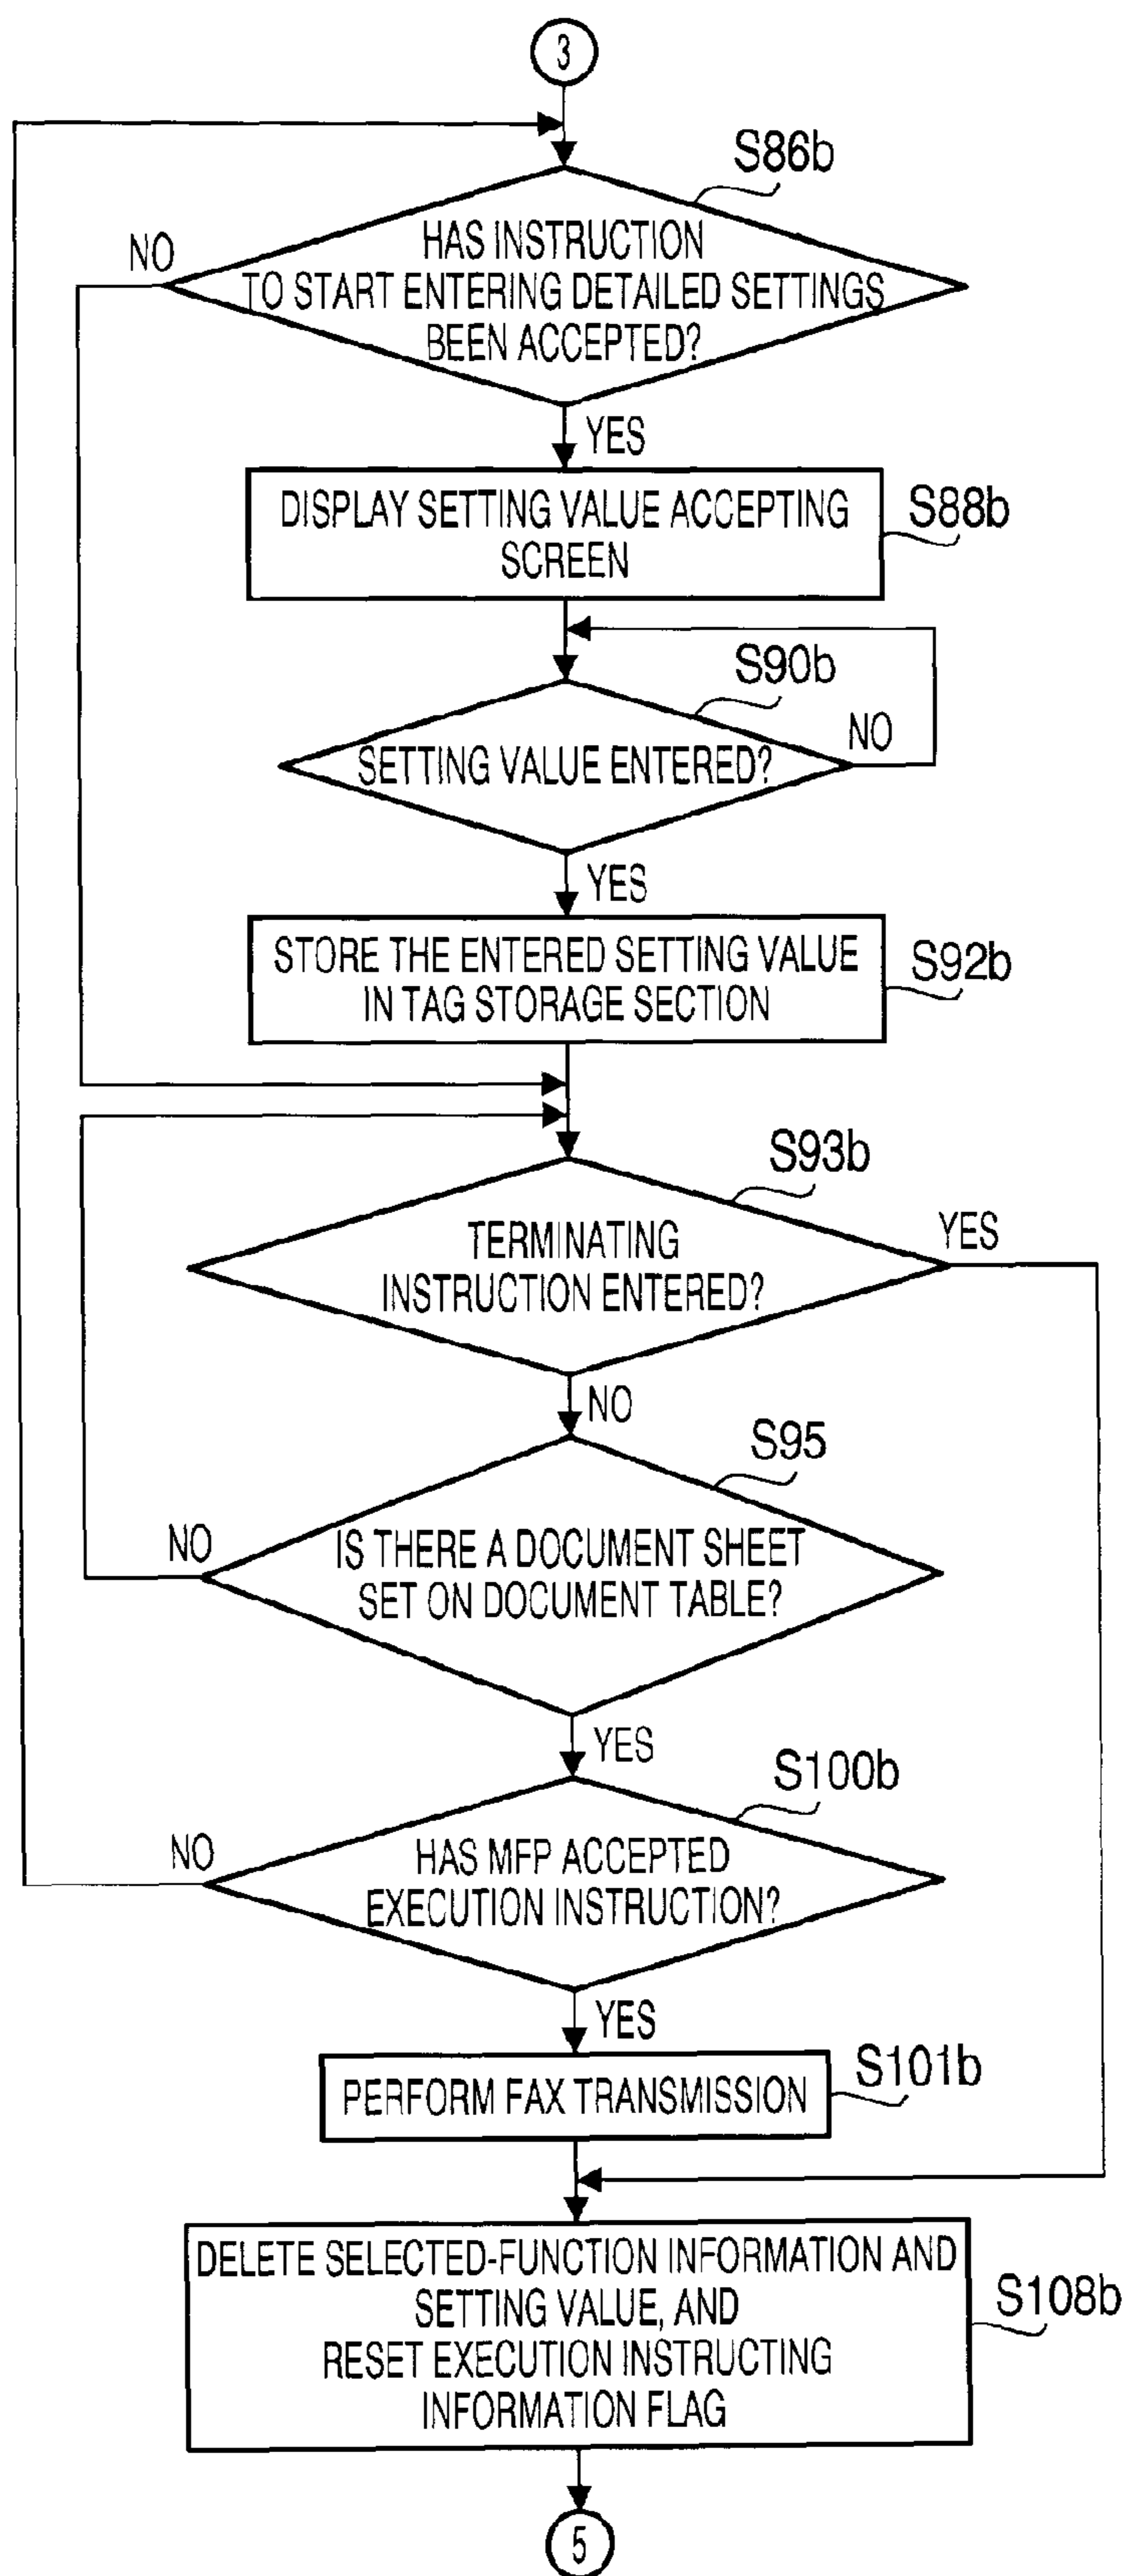 3
S86b
NO
HAS INSTRUCTION
TO START ENTERING DETAILED SETTINGS
BEEN ACCEPTED?
YES
DISPLAY SETTING VALUE ACCEPTING
SCREEN
S88b
S90b
NO
SETTING VALUE ENTERED?
YES
STORE THE ENTERED SETTING VALUE
IN TAG STORAGE SECTION
S92b
S93b
YES
TERMINATING
INSTRUCTION ENTERED?
NO
S95
NO
IS THERE A DOCUMENT SHEET
SET ON DOCUMENT TABLE?
YES
S100b
NO
HAS MFP ACCEPTED
EXECUTION INSTRUCTION?
YES
S101b
PERFORM FAX TRANSMISSION
DELETE SELECTED-FUNCTION INFORMATION AND
SETTING VALUE, AND
RESET EXECUTION INSTRUCTING
INFORMATION FLAG
S108b
5